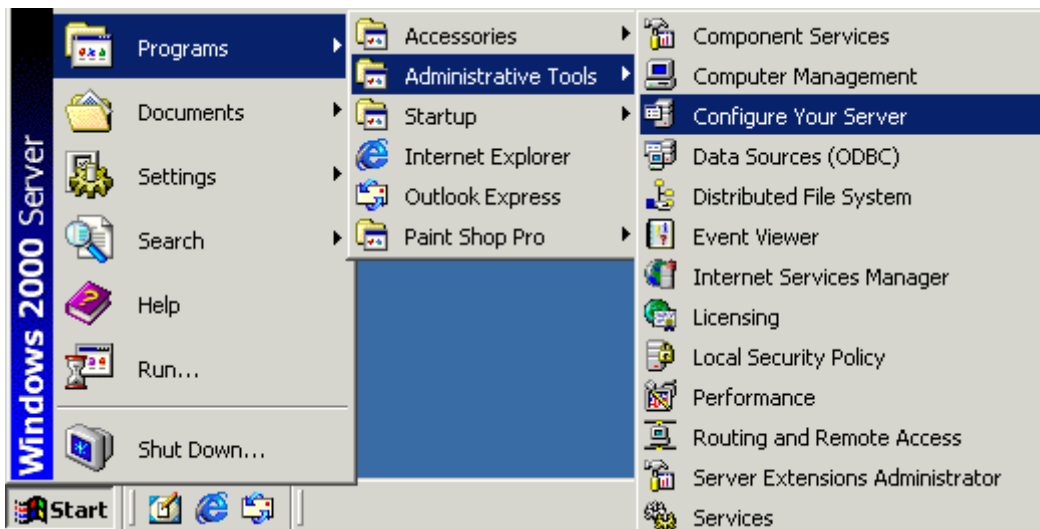 Windows 2000 Server
Programs
Documents
Settings
Search
Help
Run...
Shut Down...
Accessories
Administrative Tools
Startup
Internet Explorer
Outlook Express
Paint Shop Pro
Component Services
Computer Management
Configure Your Server
Data Sources (ODBC)
Distributed File System
Event Viewer
Internet Services Manager
Licensing
Local Security Policy
Performance
Routing and Remote Access
Server Extensions Administrator
Services
Start